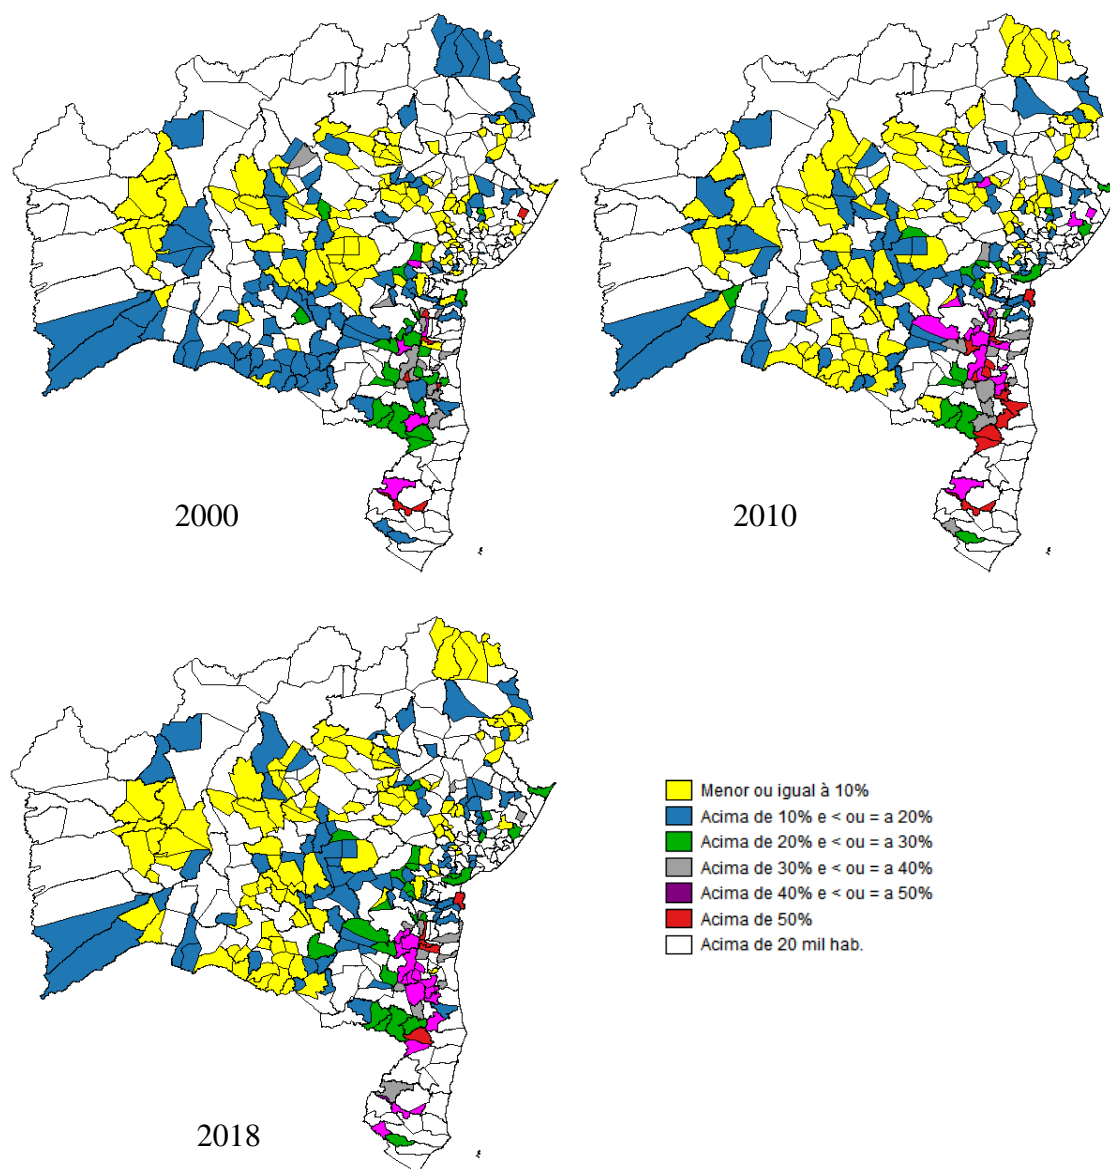 2000
2010
2018
Menor ou igual à 10%
Acima de 10% e < ou = a 20%
Acima de 20% e < ou = a 30%
Acima de 30% e < ou = a 40%
Acima de 40% e < ou = a 50%
Acima de 50%
Acima de 20 mil hab.